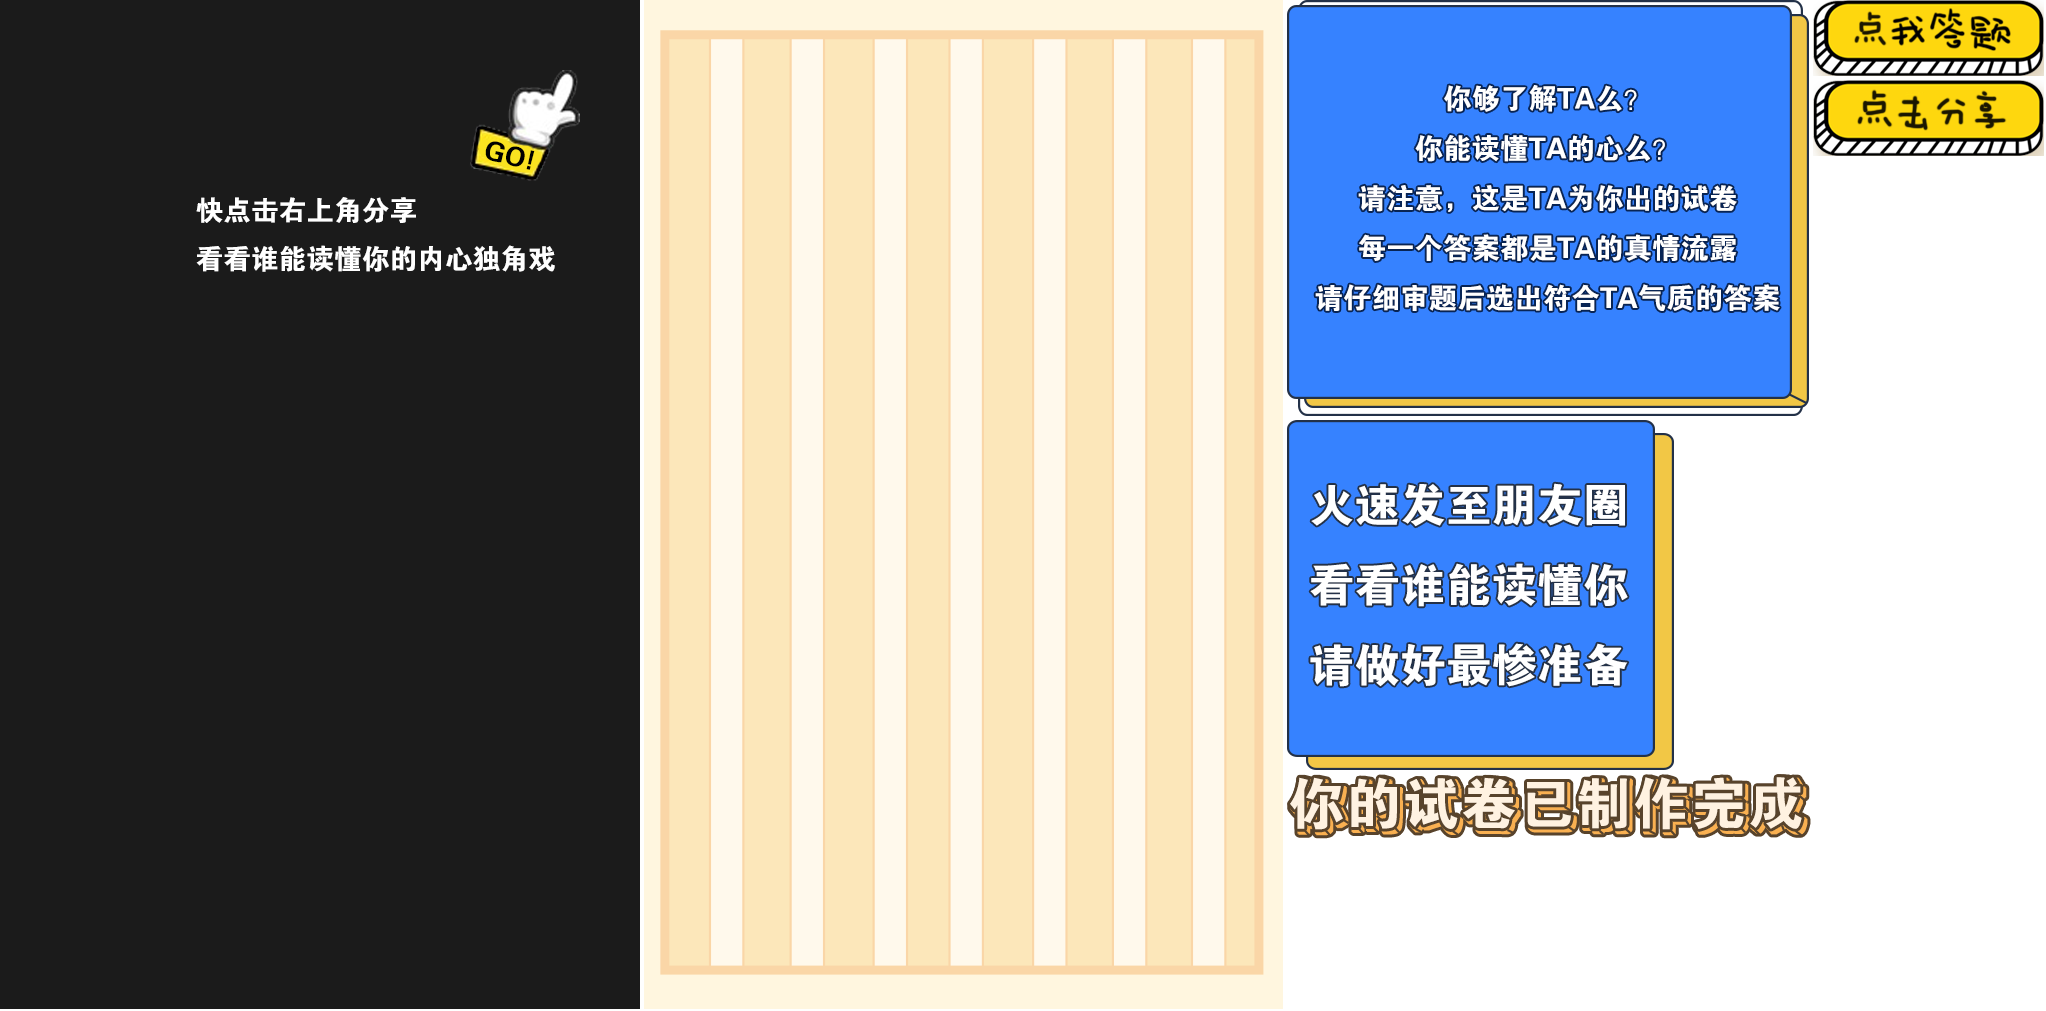 GO!
快点击右上角分享
看看谁能读懂你的内心独角戏
你够了解TA么?
你能读懂TA的心么?
请注意，这是TA为你出的试卷
每一个答案都是TA的真情流露
请仔细审题后选出符合TA气质的答案
火速发至朋友圈
看看谁能读懂你
请做好最惨准备
你的试卷已制作完成
点我答题
点击分享